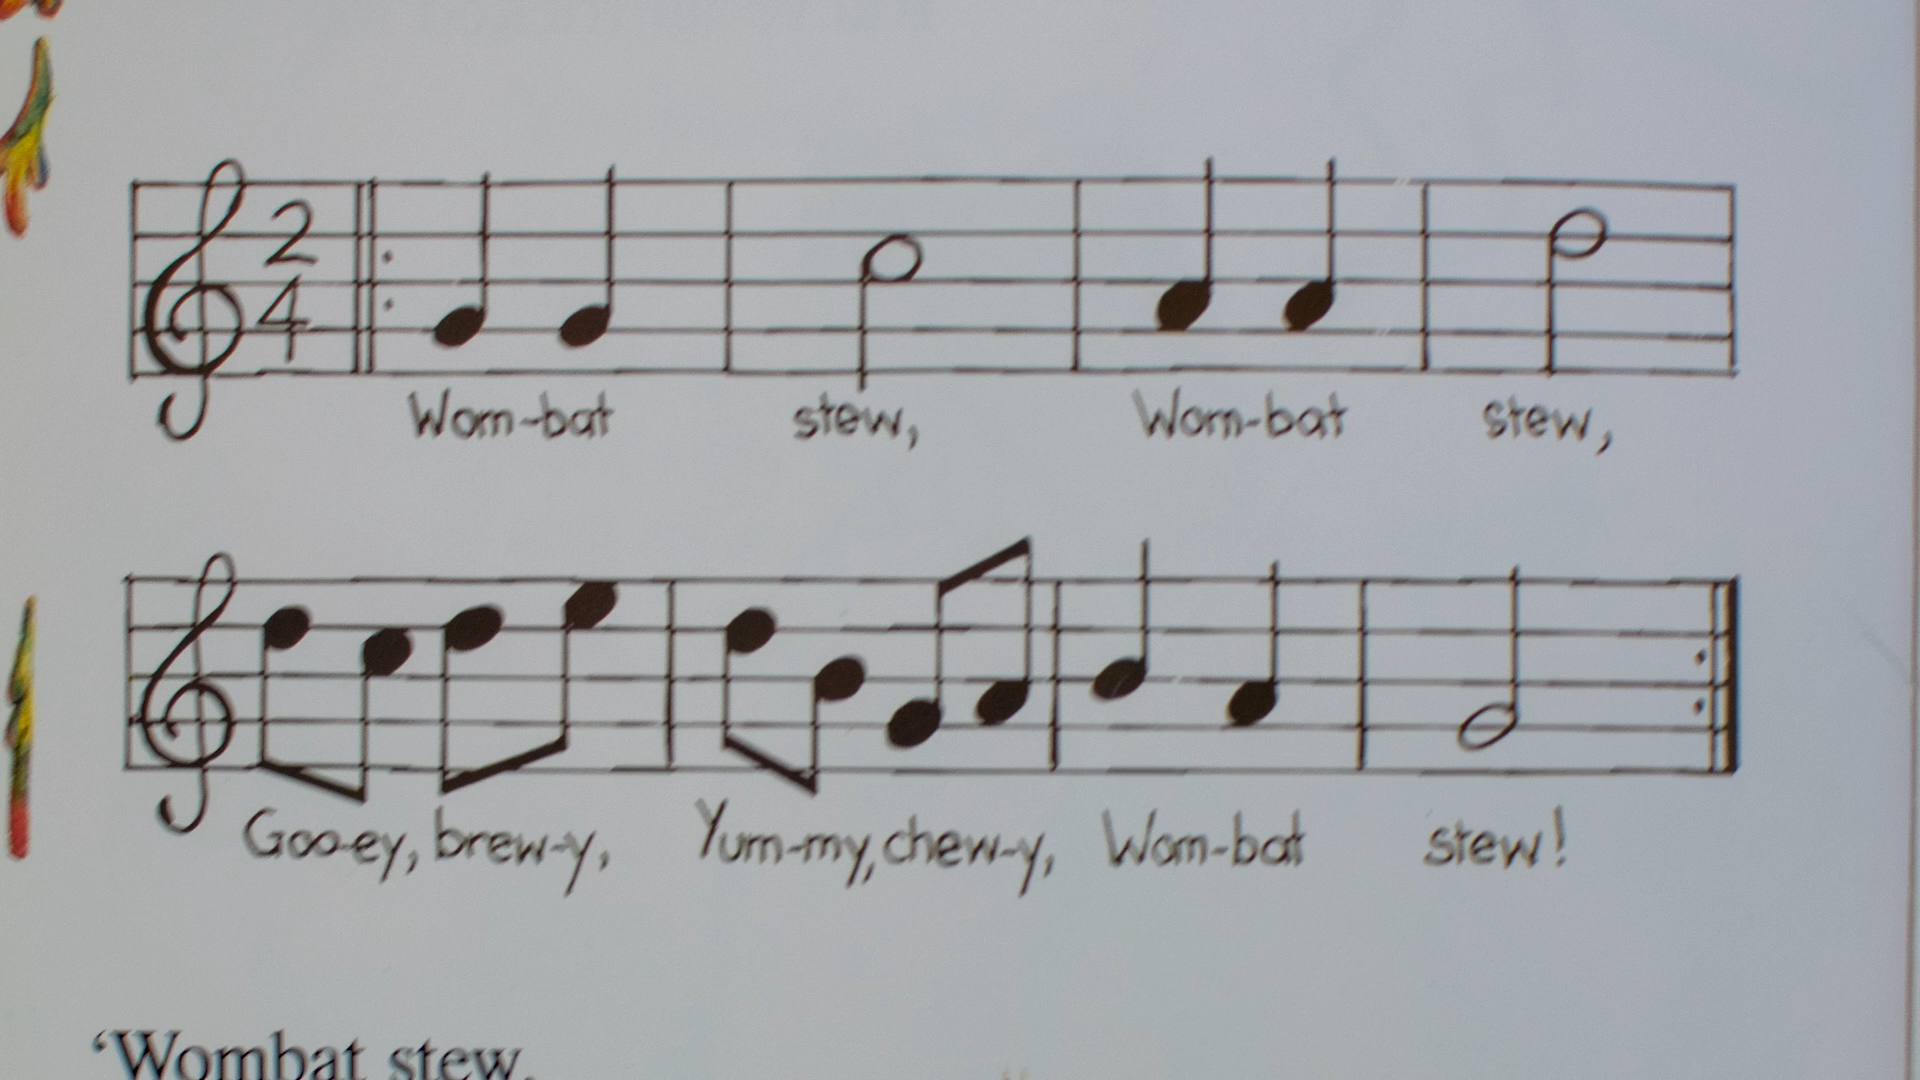 2
4
Wom-bat stew, Wom-bat stew,
Goo-ey, brew-y, Yum-my, chew-y, Wom-bat stew!
‘Wombat stew,